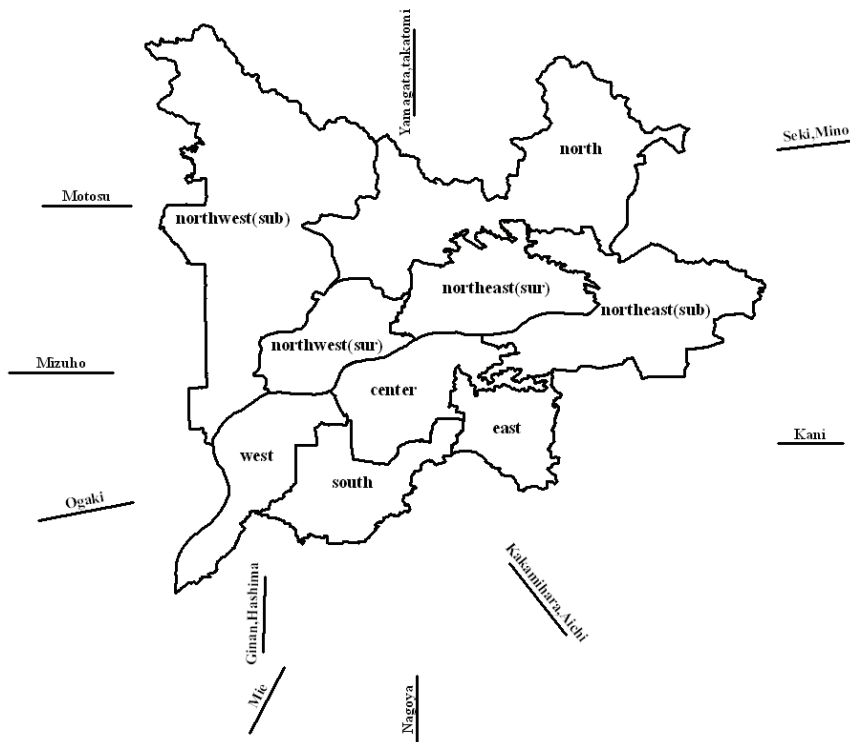 Yamagata,takatomi
Seki,Mino
north
Motosu
northwest(sub)
northeast(sur)
northeast(sub)
northwest(sur)
Mizuho
center
east
Kani
west
south
Ogaki
Kakamihara,Aichi
Ginan,Hashima
Mie
Nagoya